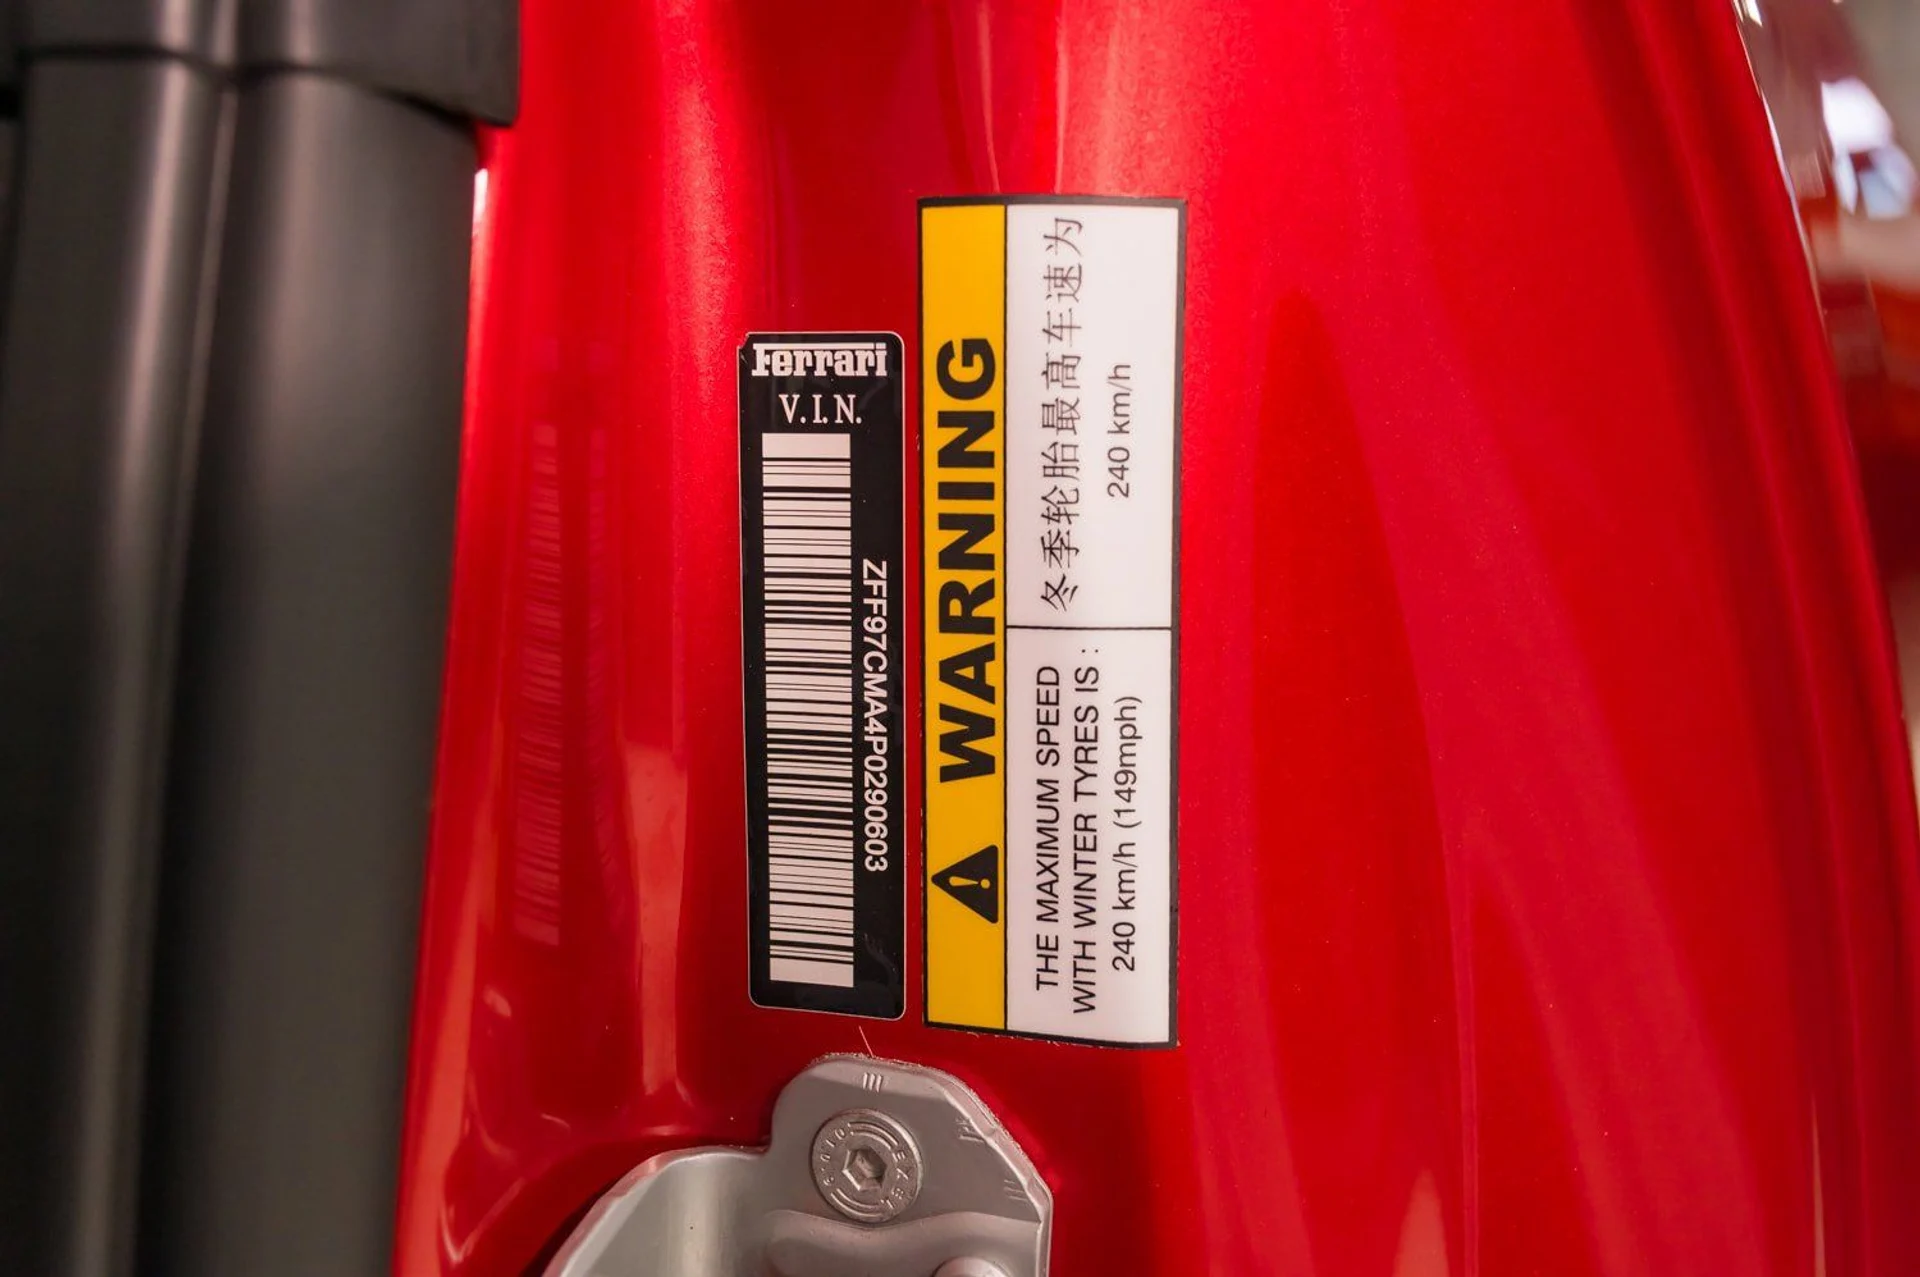 Ferrari
V.I.N.
ZFF97CMA4P0290603
WARNING
THE MAXIMUM SPEED
WITH WINTER TYRES IS :
240 km/h (149mph)
冬季轮胎最高车速为
240 km/h